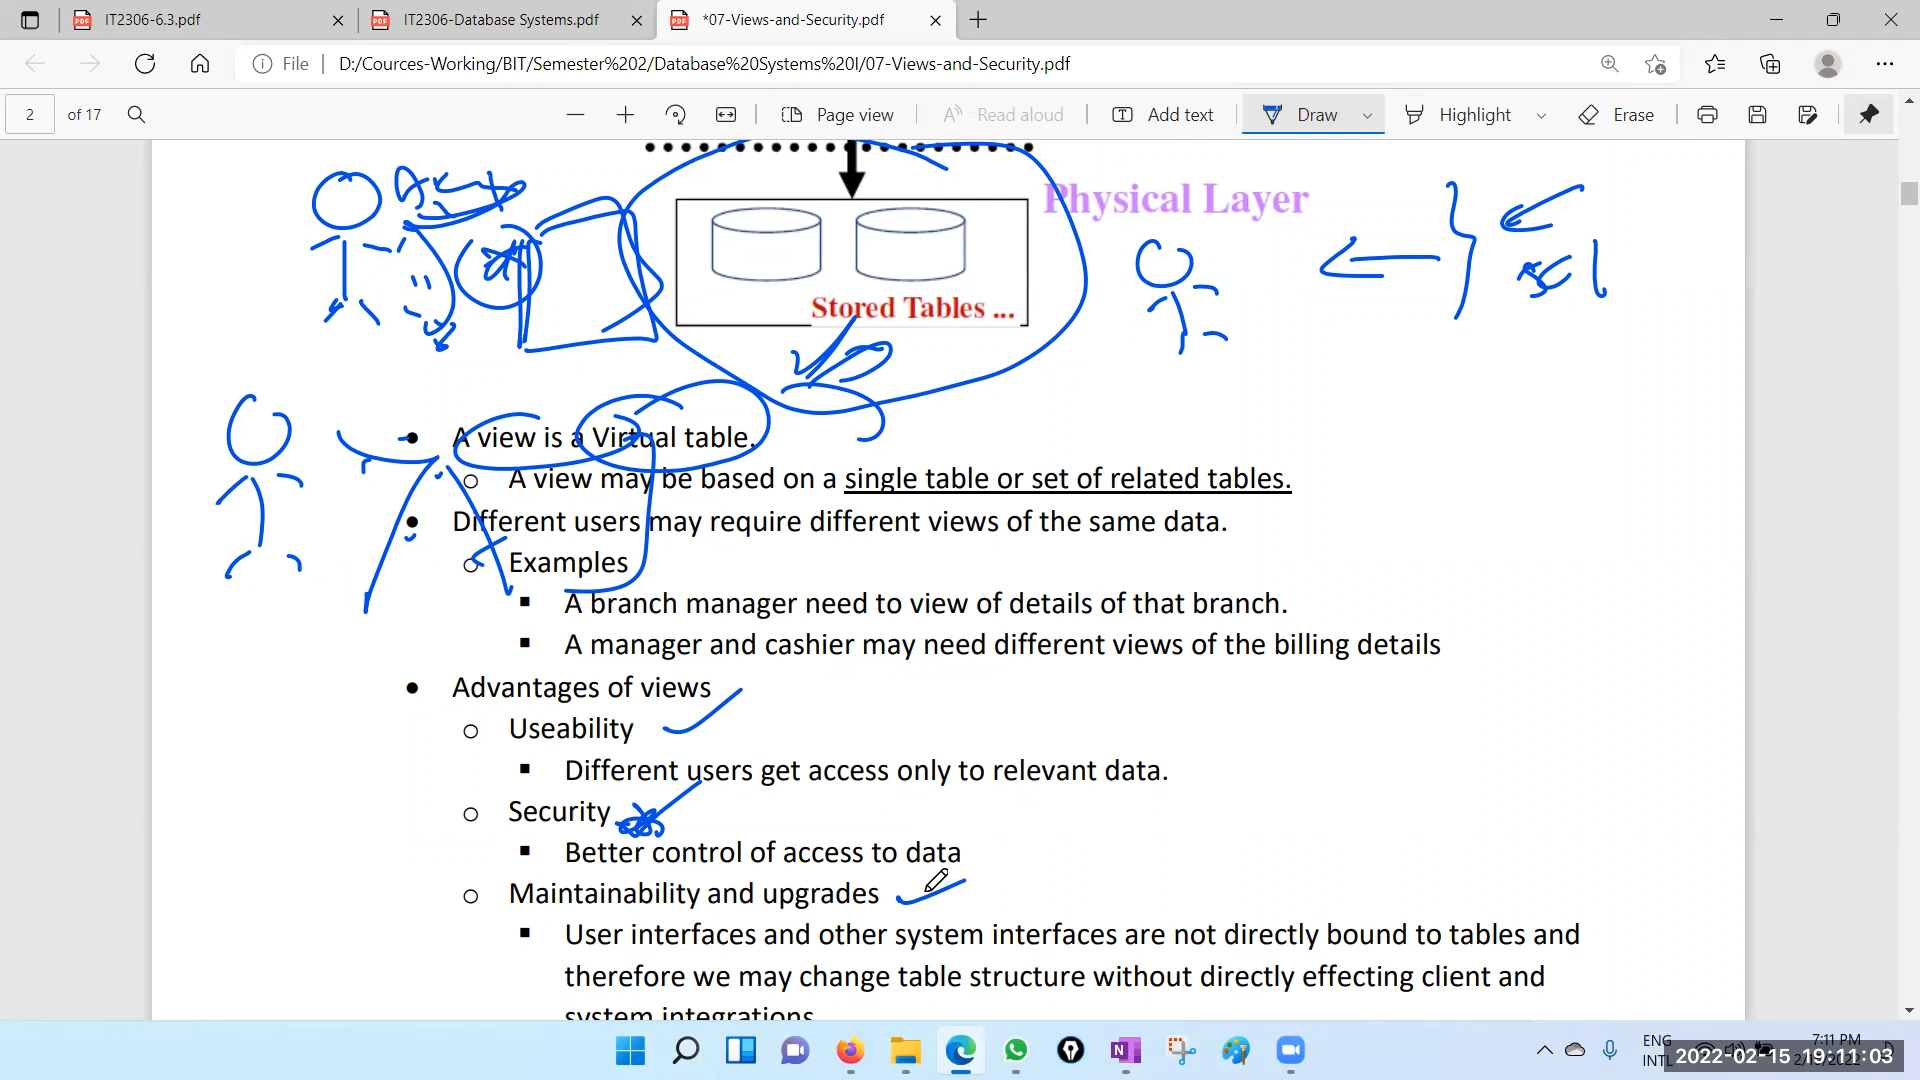 IT2306-6.3.pdf
IT2306-Database Systems.pdf
*07-Views-and-Security.pdf
File
D:/Cources-Working/BIT/Semester%202/Database%20Systems%20I/07-Views-and-Security.pdf
2 of 17
Page view
Read aloud
Add text
Draw
Highlight
Erase
Physical Layer
Stored Tables ...
A view is a Virtual table.
A view may be based on a single table or set of related tables.
Different users may require different views of the same data.
Examples
A branch manager need to view of details of that branch.
A manager and cashier may need different views of the billing details
Advantages of views
Useability
Different users get access only to relevant data.
Security
Better control of access to data
Maintainability and upgrades
User interfaces and other system interfaces are not directly bound to tables and
therefore we may change table structure without directly effecting client and
system integrations
ENG
INTL
7:11 PM
2022-02-15 19:11:03